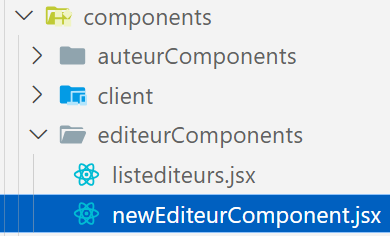 components
auteurComponents
client
editeurComponents
listediteurs.jsx
newEditeurComponent.jsx